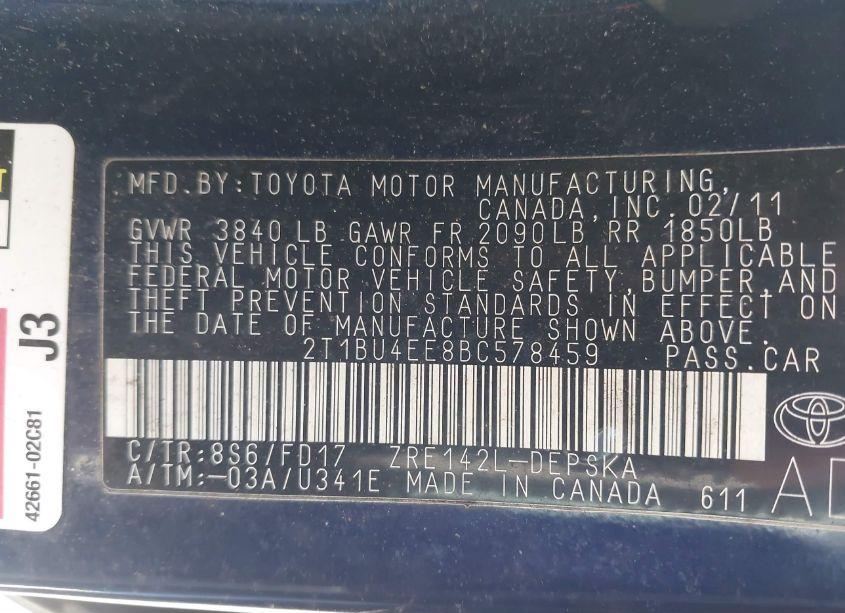 MFD.BY:TOYOTA MOTOR MANUFACTURING,
CANADA, INC. 02/11
GVWR 3840 LB GAWR FR 2090LB RR 1850LB
THIS VEHICLE CONFORMS TO ALL APPLICABLE
FEDERAL MOTOR VEHICLE SAFETY, BUMPER, AND
THEFT PREVENTION STANDARDS IN EFFECT ON
THE DATE OF MANUFACTURE SHOWN ABOVE.
2T1BU4EE8BC578459 PASS.CAR
C/TR:8S6/FD17 ZRE142L-DEPSKA
A/TM:-03A/U341E MADE IN CANADA 611
J3
42661-02C81